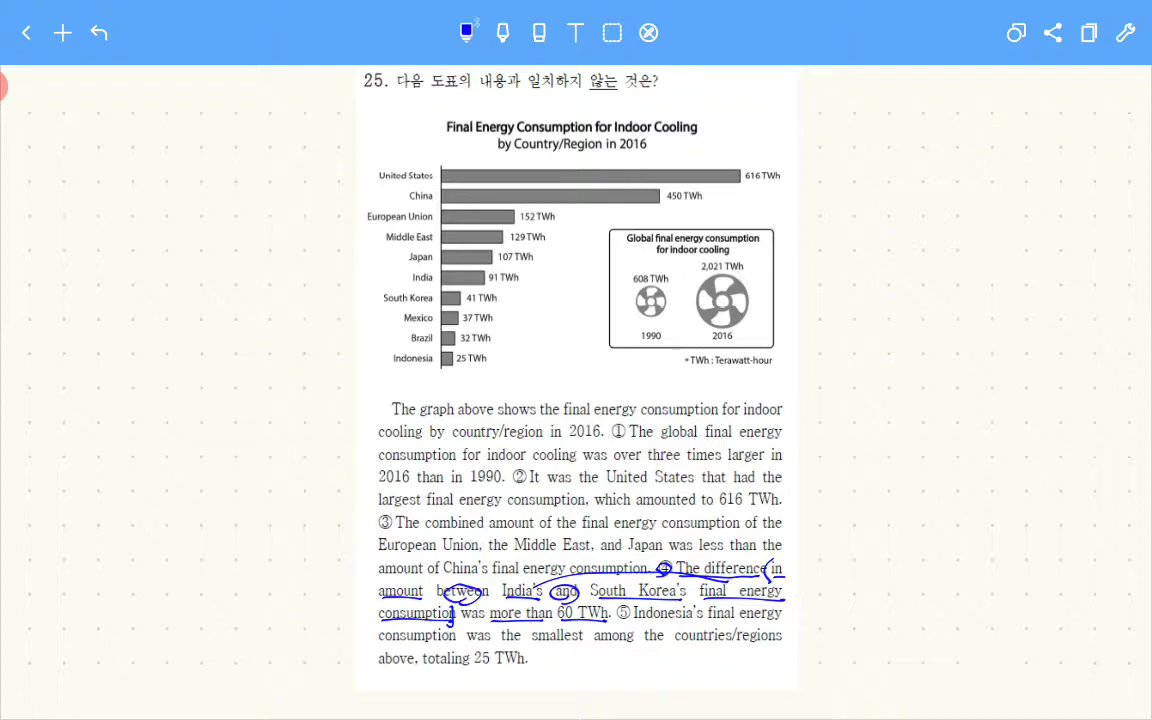 25. 다음 도표의 내용과 일치하지 않는 것은?
Final Energy Consumption for Indoor Cooling
by Country/Region in 2016
United States 616 TWh
China 450 TWh
European Union 152 TWh
Middle East 129 TWh
Japan 107 TWh
India 91 TWh
South Korea 41 TWh
Mexico 37 TWh
Brazil 32 TWh
Indonesia 25 TWh
Global final energy consumption
for indoor cooling
608 TWh 2,021 TWh
1990 2016
*TWh : Terawatt-hour
The graph above shows the final energy consumption for indoor
cooling by country/region in 2016. ① The global final energy
consumption for indoor cooling was over three times larger in
2016 than in 1990. ② It was the United States that had the
largest final energy consumption, which amounted to 616 TWh.
③ The combined amount of the final energy consumption of the
European Union, the Middle East, and Japan was less than the
amount of China's final energy consumption. ④ The difference in
amount between India's and South Korea's final energy
consumption was more than 60 TWh. ⑤ Indonesia's final energy
consumption was the smallest among the countries/regions
above, totaling 25 TWh.